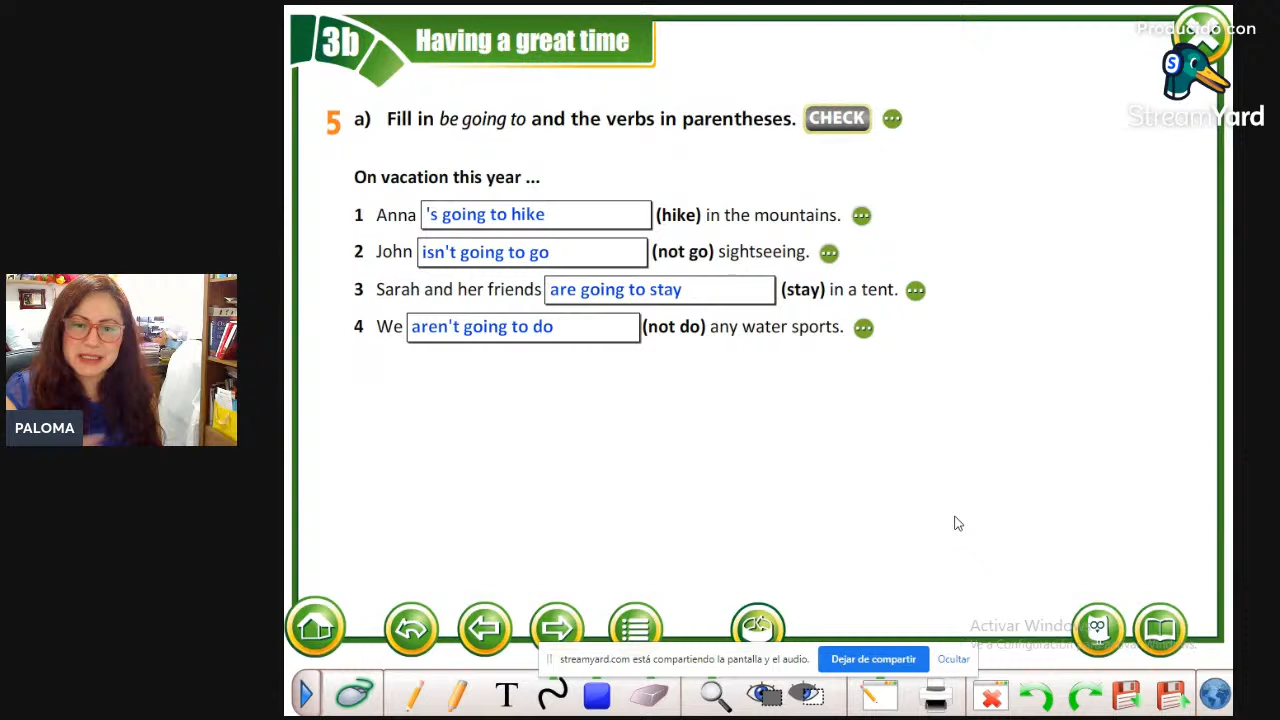 Producido con
StreamYard
3b Having a great time
5 a) Fill in be going to and the verbs in parentheses. CHECK
On vacation this year ...
1 Anna 's going to hike (hike) in the mountains.
2 John isn't going to go (not go) sightseeing.
3 Sarah and her friends are going to stay (stay) in a tent.
4 We aren't going to do (not do) any water sports.
PALOMA
Activar Windows
streamyard.com está compartiendo la pantalla y el audio. Dejar de compartir Ocultar
T